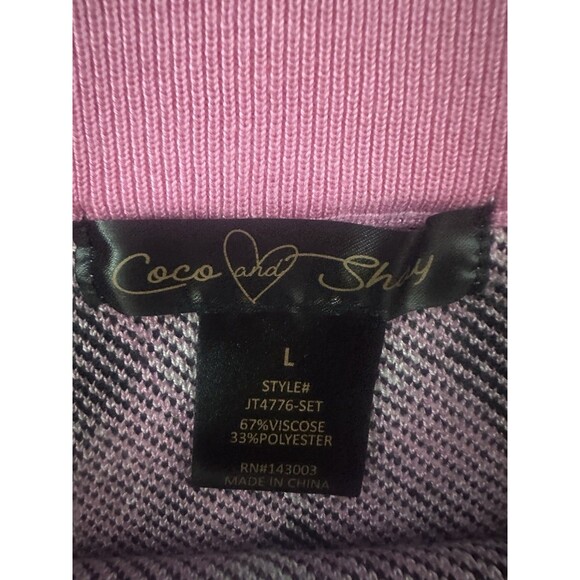 Coco and Shay
L
STYLE#
JT4776-SET
67%VISCOSE
33%POLYESTER
RN#143003
MADE IN CHINA